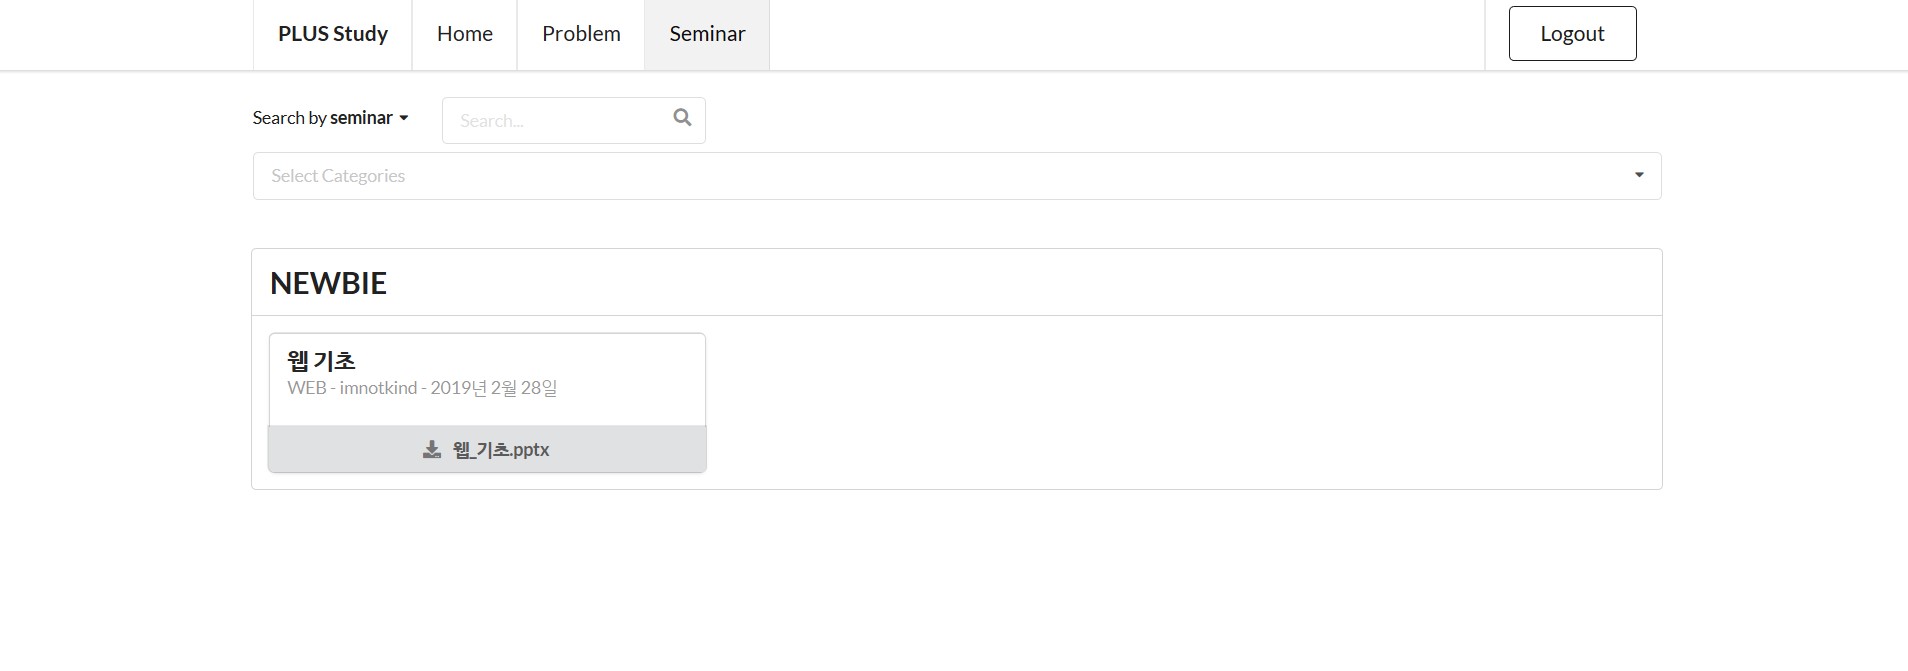 PLUS Study Home Problem Seminar Logout
Search by seminar Search...
Select Categories
NEWBIE
웹 기초
WEB - imnotkind - 2019년 2월 28일
웹_기초.pptx